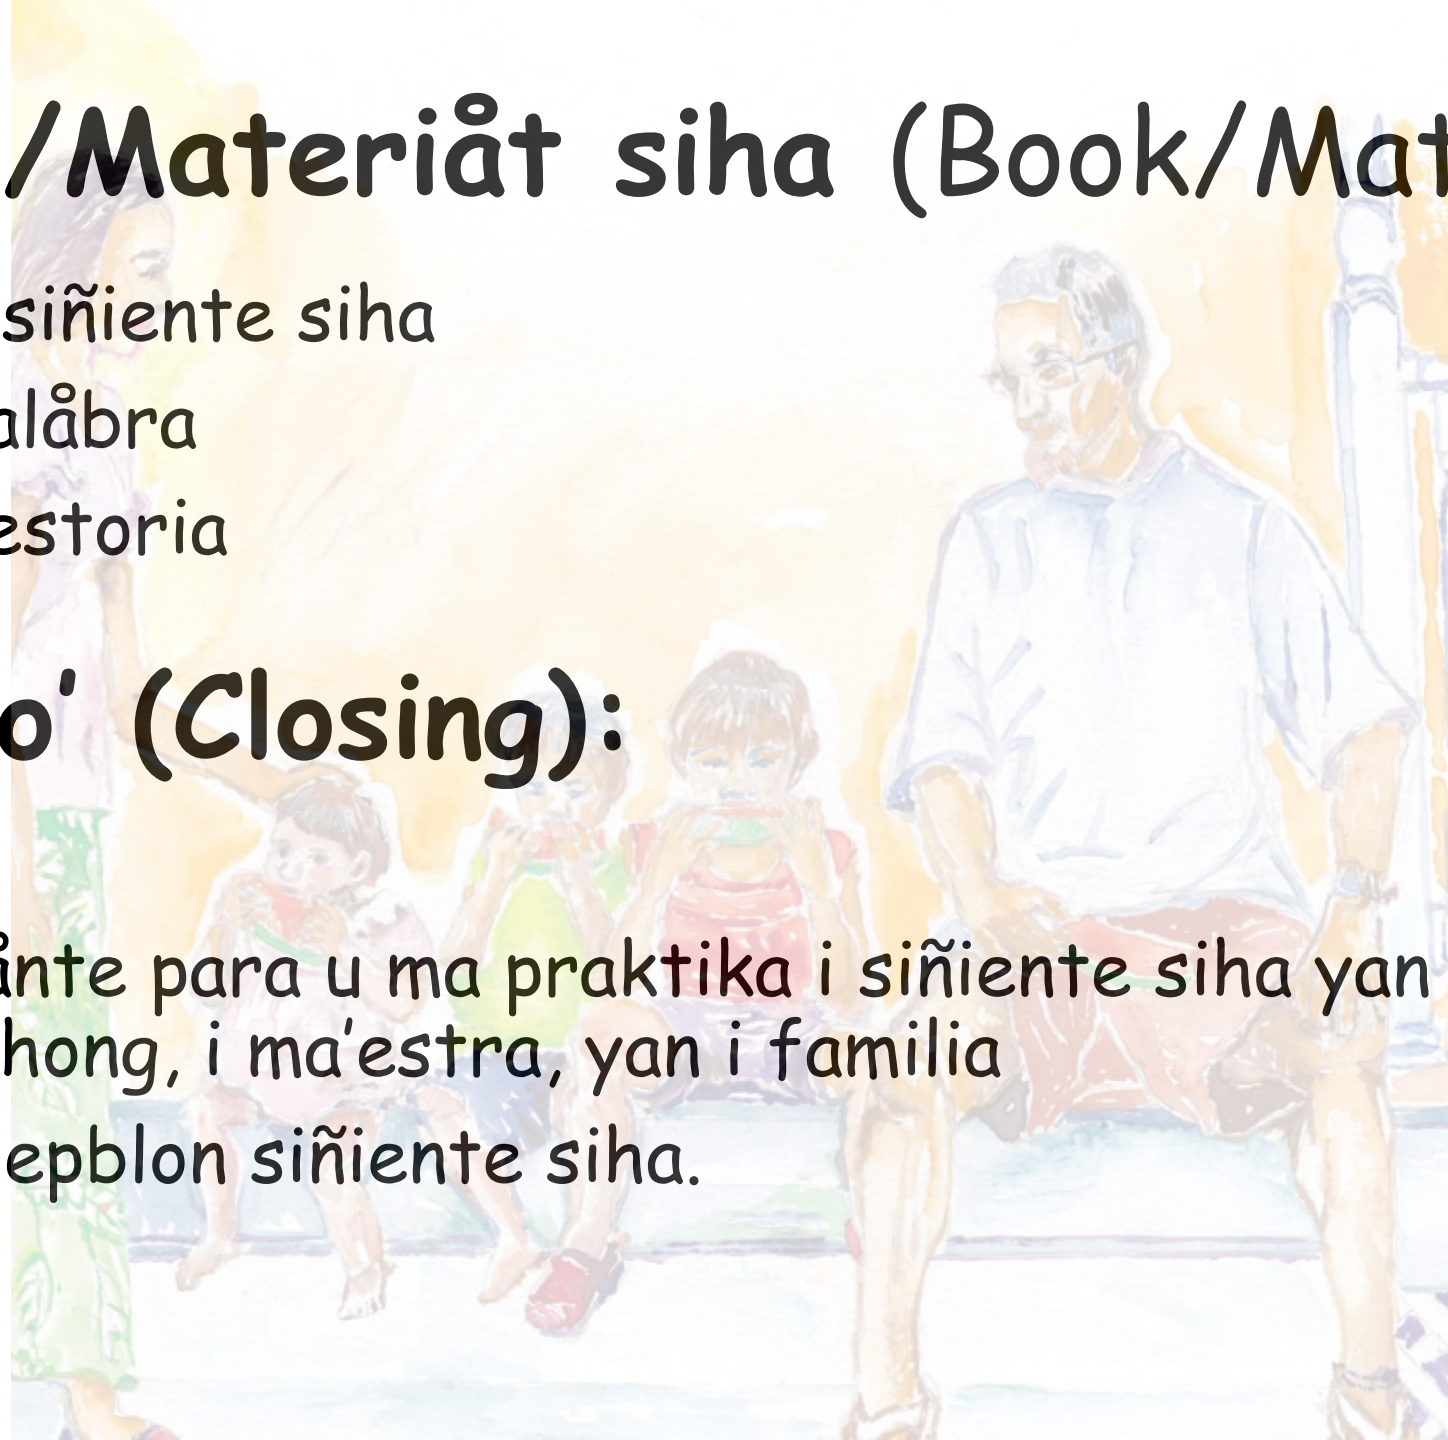 /Materiåt siha (Book/Mat
siñiente siha
alåbra
estoria
o' (Closing):
ånte para u ma praktika i siñiente siha yan
hong, i ma'estra, yan i familia
epblon siñiente siha.